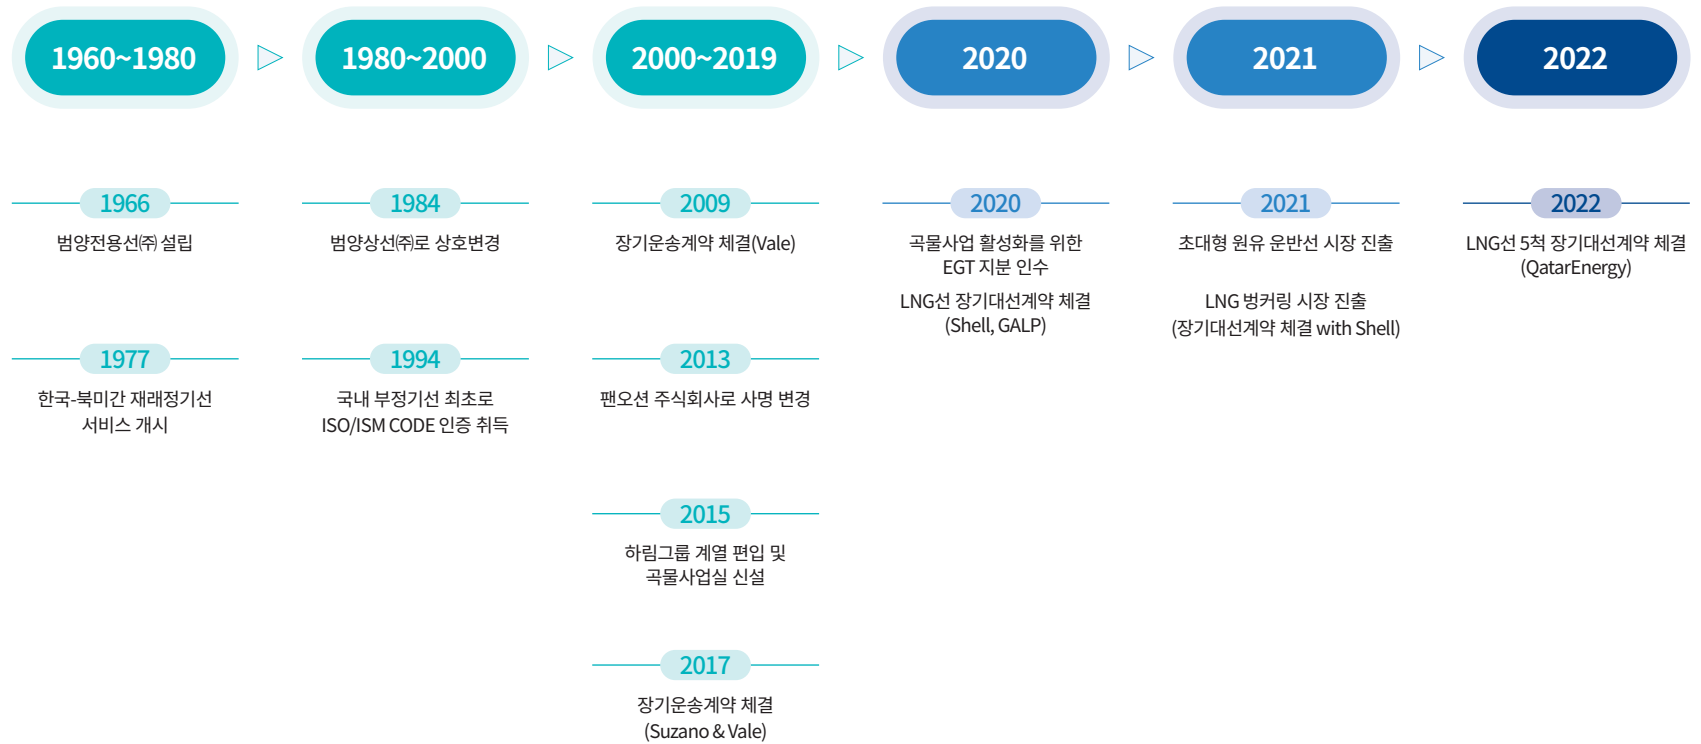 1960~1980
1980~2000
2000~2019
2020
2021
2022
1966
범양전용선㈜ 설립
1977
한국-북미간 재래정기선
서비스 개시
1984
범양상선㈜로 상호변경
1994
국내 부정기선 최초로
ISO/ISM CODE 인증 취득
2009
장기운송계약 체결(Vale)
2013
팬오션 주식회사로 사명 변경
2015
하림그룹 계열 편입 및
곡물사업실 신설
2017
장기운송계약 체결
(Suzano & Vale)
2020
곡물사업 활성화를 위한
EGT 지분 인수
LNG선 장기대선계약 체결
(Shell, GALP)
2021
초대형 원유 운반선 시장 진출
LNG 벙커링 시장 진출
(장기대선계약 체결 with Shell)
2022
LNG선 5척 장기대선계약 체결
(QatarEnergy)